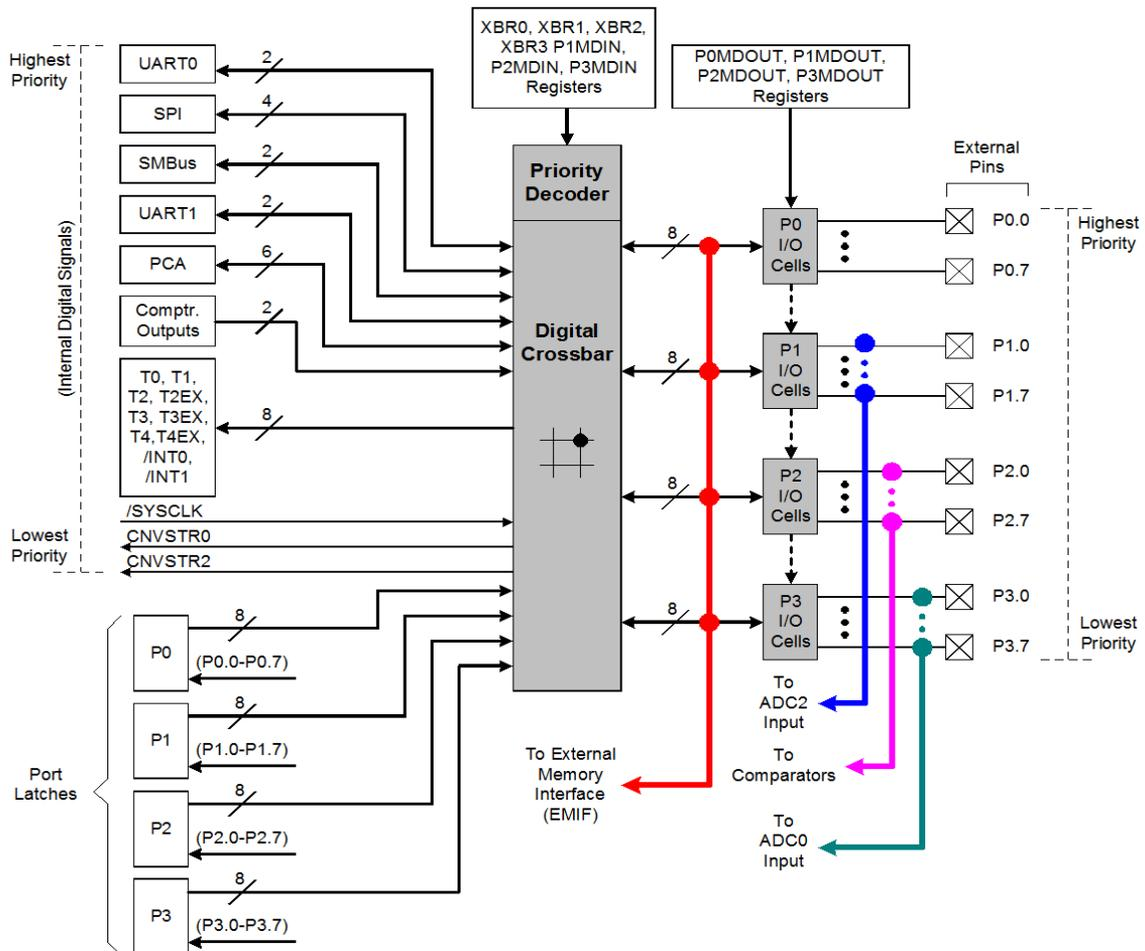 XBR0, XBR1, XBR2,
XBR3 P1MDIN,
P2MDIN, P3MDIN
Registers
P0MDOUT, P1MDOUT,
P2MDOUT, P3MDOUT
Registers
Highest
Priority
(Internal Digital Signals)
Lowest
Priority
UART0
2
SPI
4
SMBus
2
UART1
2
PCA
6
Comptr.
Outputs
2
T0, T1,
T2, T2EX,
T3, T3EX,
T4,T4EX,
/INT0,
/INT1
8
/SYSCLK
CNVSTR0
CNVSTR2
Port
Latches
P0
8
(P0.0-P0.7)
P1
8
(P1.0-P1.7)
P2
8
(P2.0-P2.7)
P3
8
(P3.0-P3.7)
Priority
Decoder
Digital
Crossbar
8
8
8
8
P0
I/O
Cells
P1
I/O
Cells
P2
I/O
Cells
P3
I/O
Cells
External
Pins
P0.0
P0.7
P1.0
P1.7
P2.0
P2.7
P3.0
P3.7
Highest
Priority
Lowest
Priority
To External
Memory
Interface
(EMIF)
To
ADC2
Input
To
Comparators
To
ADC0
Input